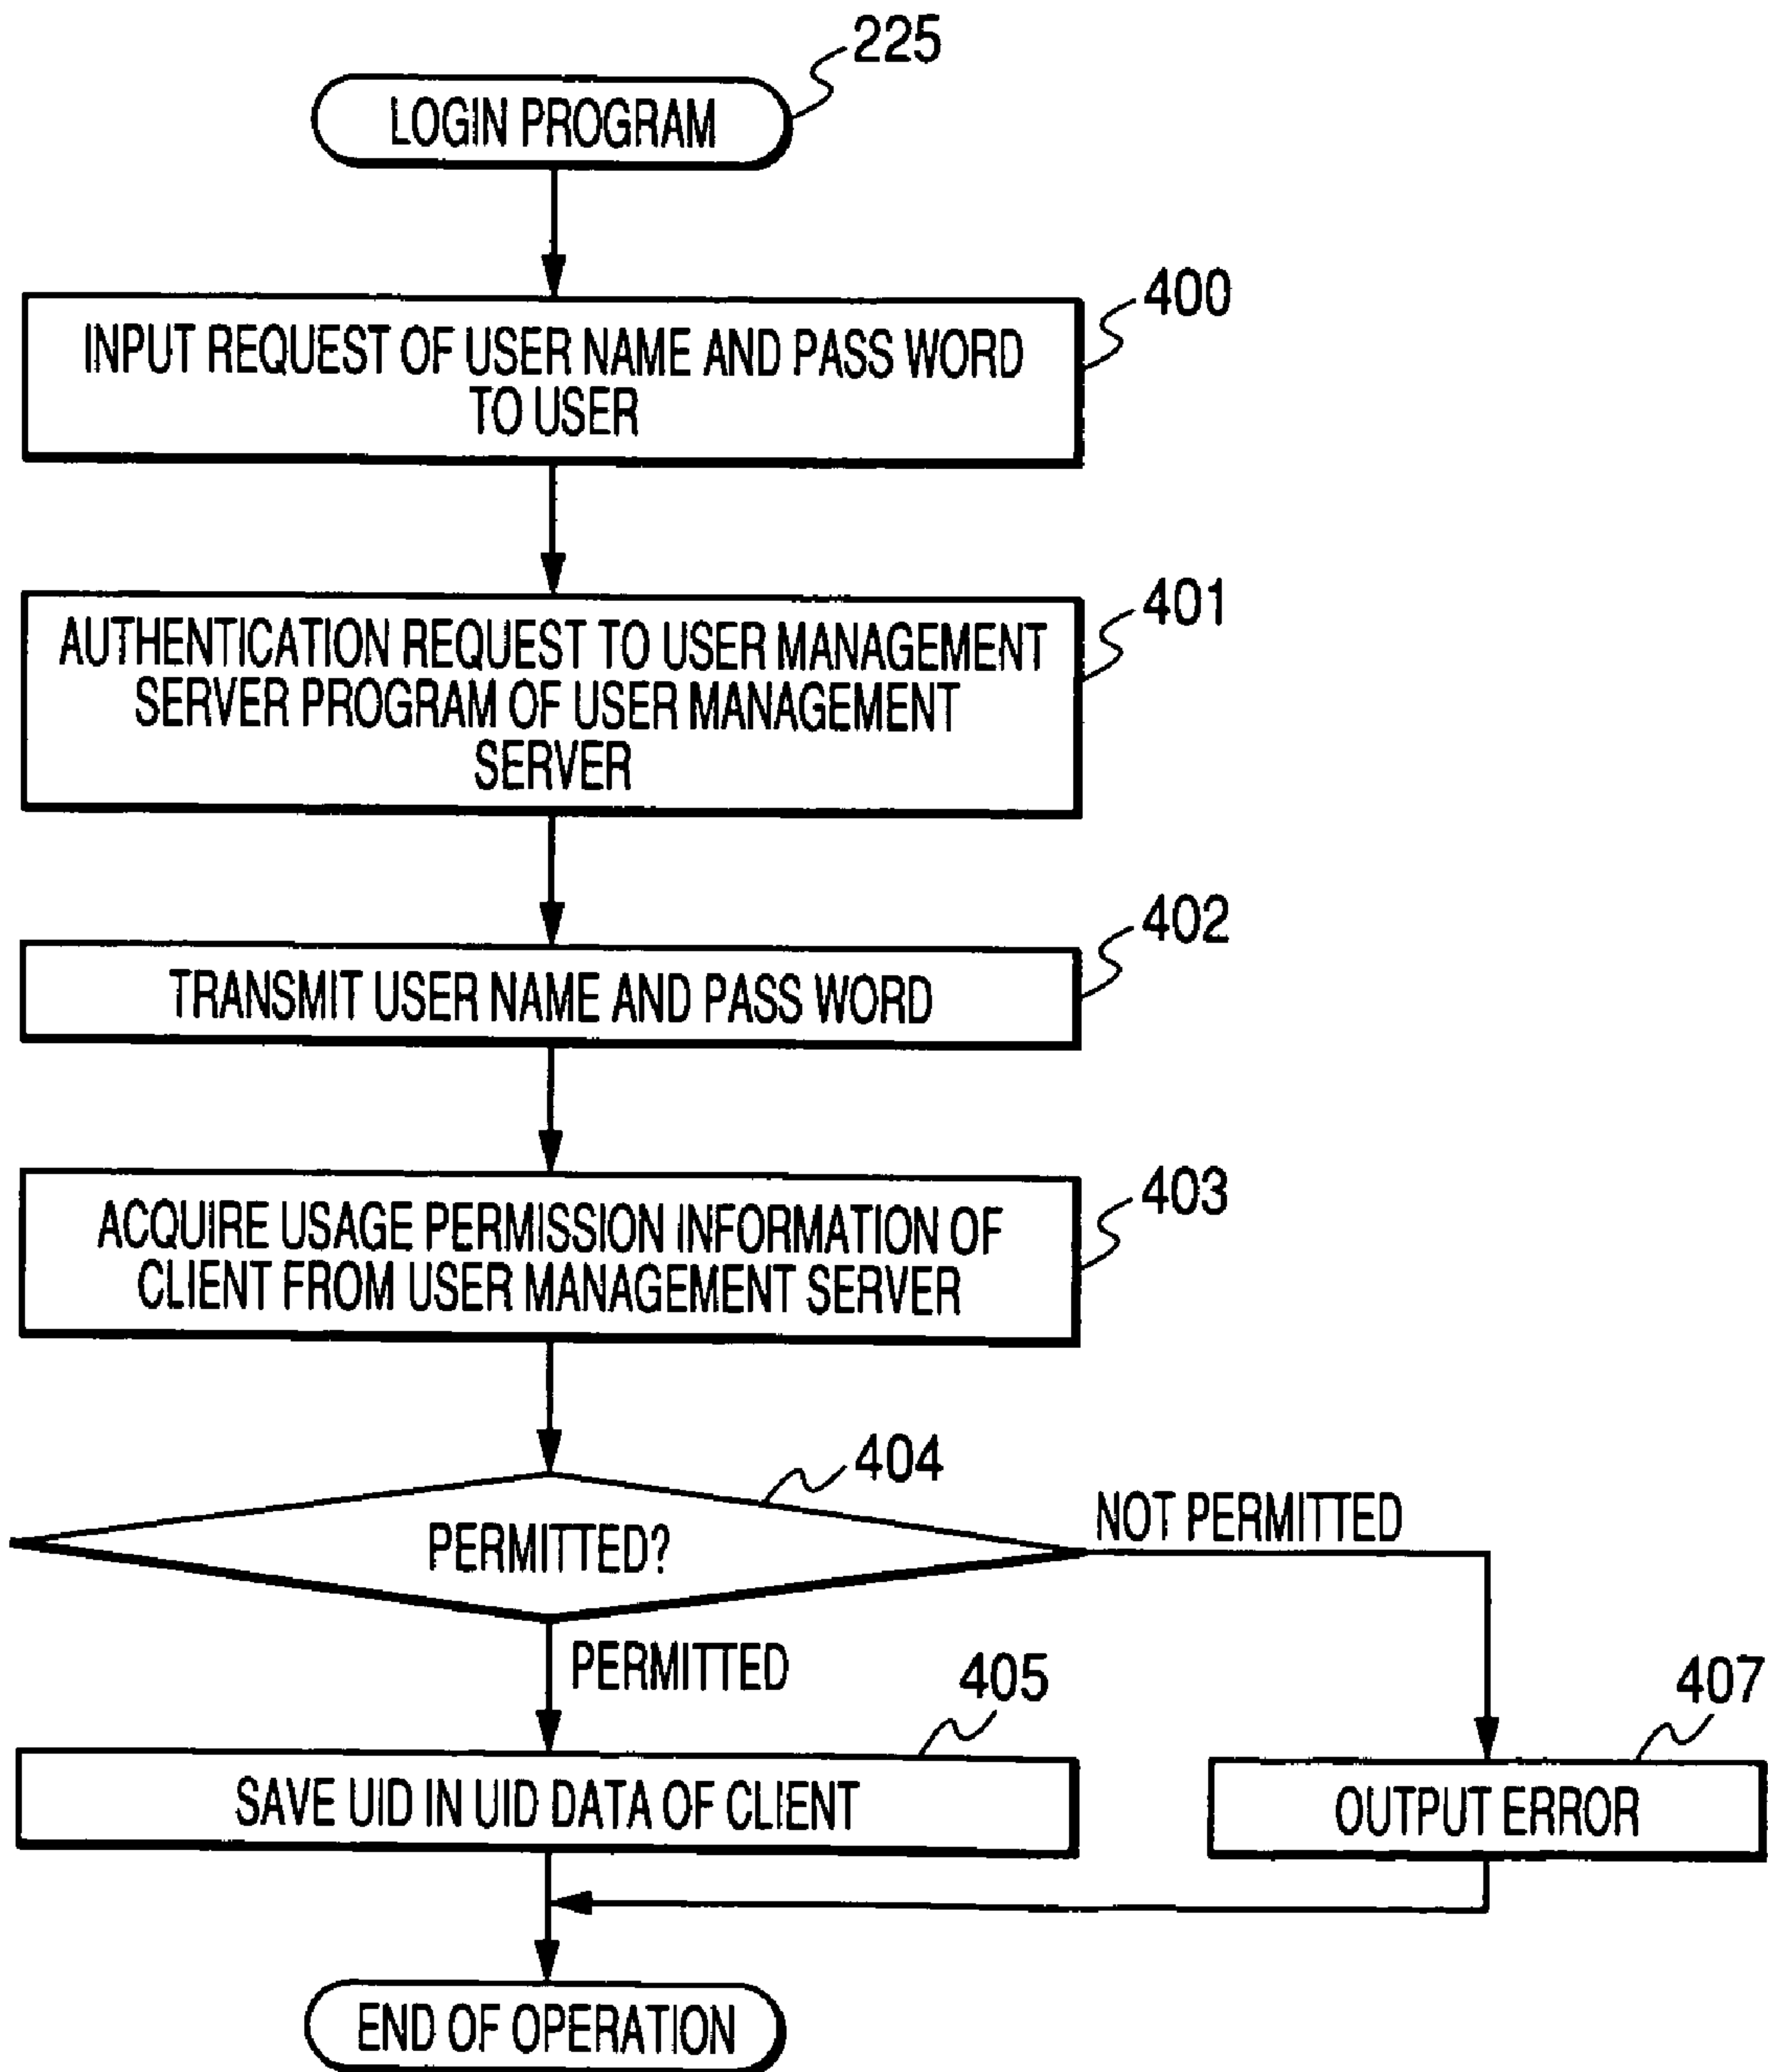 225
LOGIN PROGRAM
400
INPUT REQUEST OF USER NAME AND PASS WORD
TO USER
401
AUTHENTICATION REQUEST TO USER MANAGEMENT
SERVER PROGRAM OF USER MANAGEMENT
SERVER
402
TRANSMIT USER NAME AND PASS WORD
403
ACQUIRE USAGE PERMISSION INFORMATION OF
CLIENT FROM USER MANAGEMENT SERVER
404
PERMITTED?
NOT PERMITTED
PERMITTED
405
SAVE UID IN UID DATA OF CLIENT
407
OUTPUT ERROR
END OF OPERATION